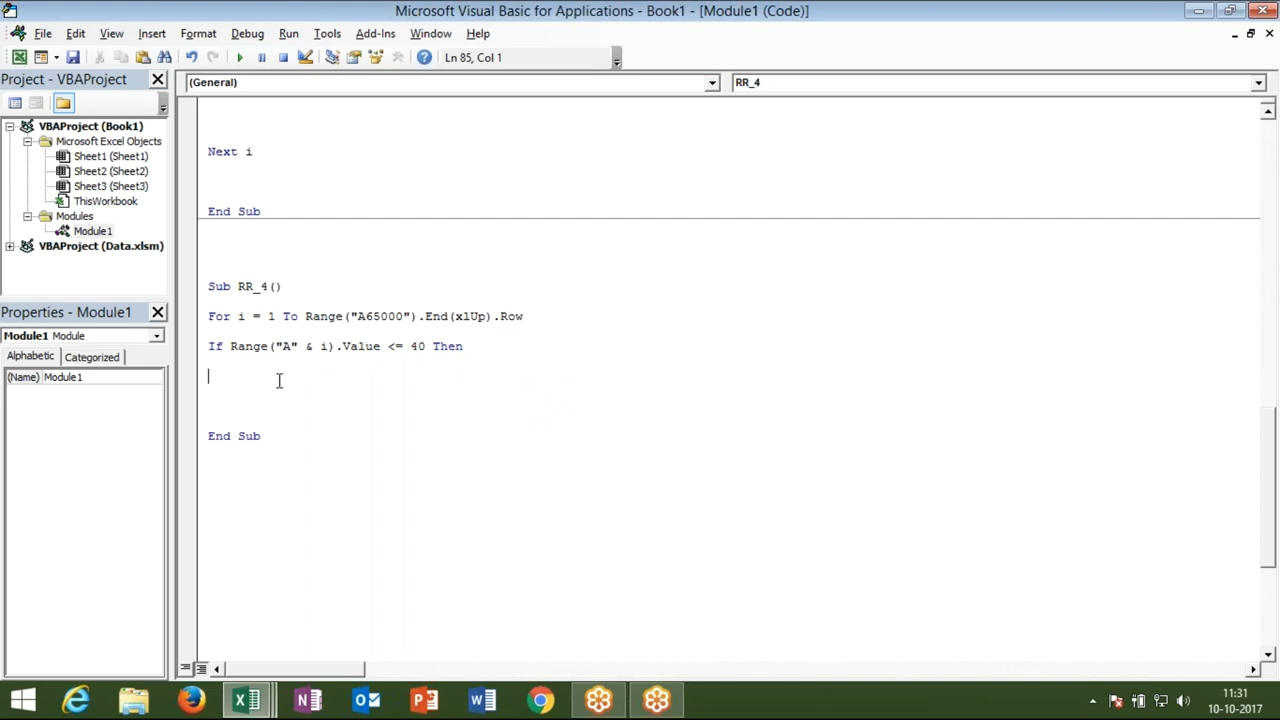 Microsoft Visual Basic for Applications - Book1 - [Module1 (Code)]
File Edit View Insert Format Debug Run Tools Add-Ins Window Help
Ln 85, Col 1
Project - VBAProject
(General)
RR_4
VBAProject (Book1)
Microsoft Excel Objects
Sheet1 (Sheet1)
Sheet2 (Sheet2)
Sheet3 (Sheet3)
ThisWorkbook
Modules
Module1
VBAProject (Data.xlsm)
Properties - Module1
Module1 Module
Alphabetic Categorized
(Name) Module1
Next i
End Sub
Sub RR_4()
For i = 1 To Range("A65000").End(xlUp).Row
If Range("A" & i).Value <= 40 Then
End Sub
11:31
10-10-2017